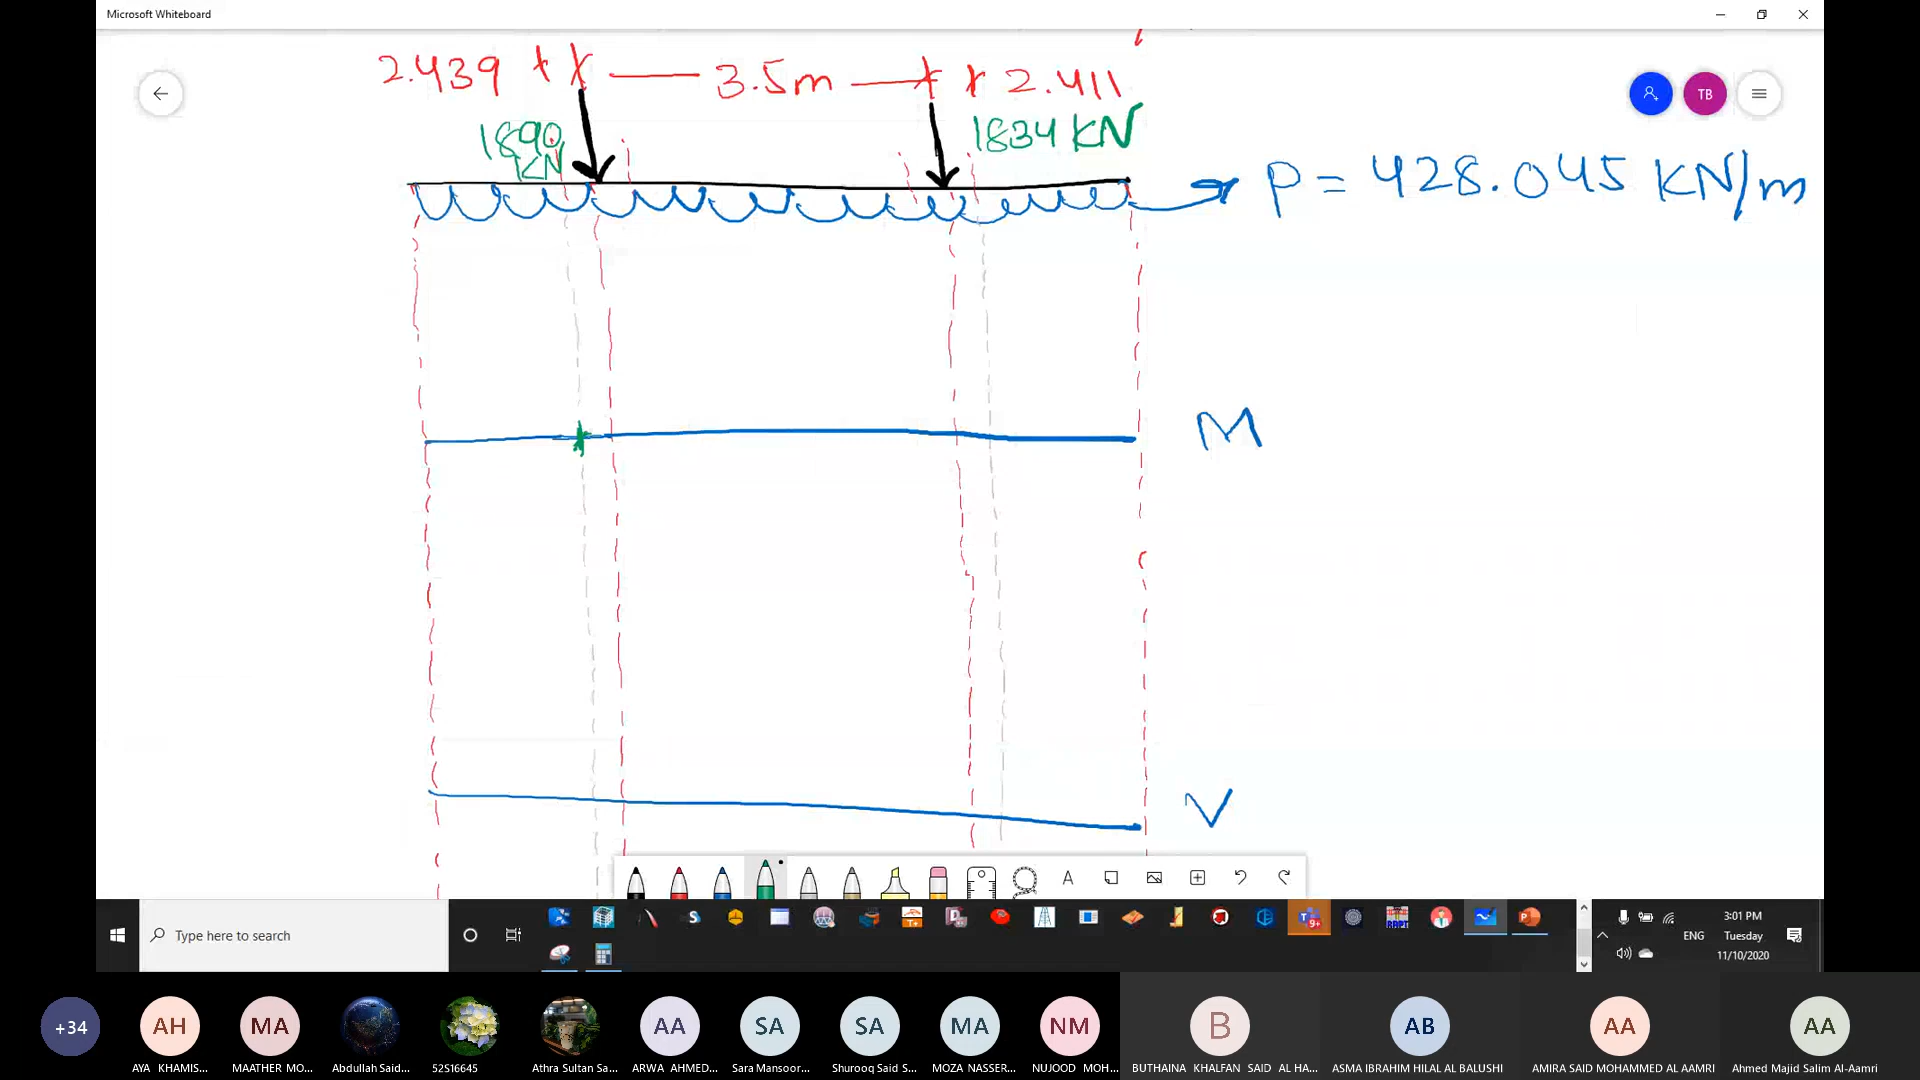 Microsoft Whiteboard
2.439 + X — 3.5m — X X 2.411
1890 KN
1834 KN
P = 428.045 KN/m
TB
M
V
A
Type here to search
9+
ENG
3:01 PM
Tuesday
11/10/2020
+34
AH
MA
AA
SA
SA
MA
NM
B
AB
AA
AA
AYA KHAMIS...
MAATHER MO...
Abdullah Said...
52S16645
Athra Sultan Sa...
ARWA AHMED...
Sara Mansoor...
Shurooq Said S...
MOZA NASSER...
NUJOOD MOH...
BUTHAINA KHALFAN SAID AL HA...
ASMA IBRAHIM HILAL AL BALUSHI
AMIRA SAID MOHAMMED AL AAMRI
Ahmed Majid Salim Al-Aamri